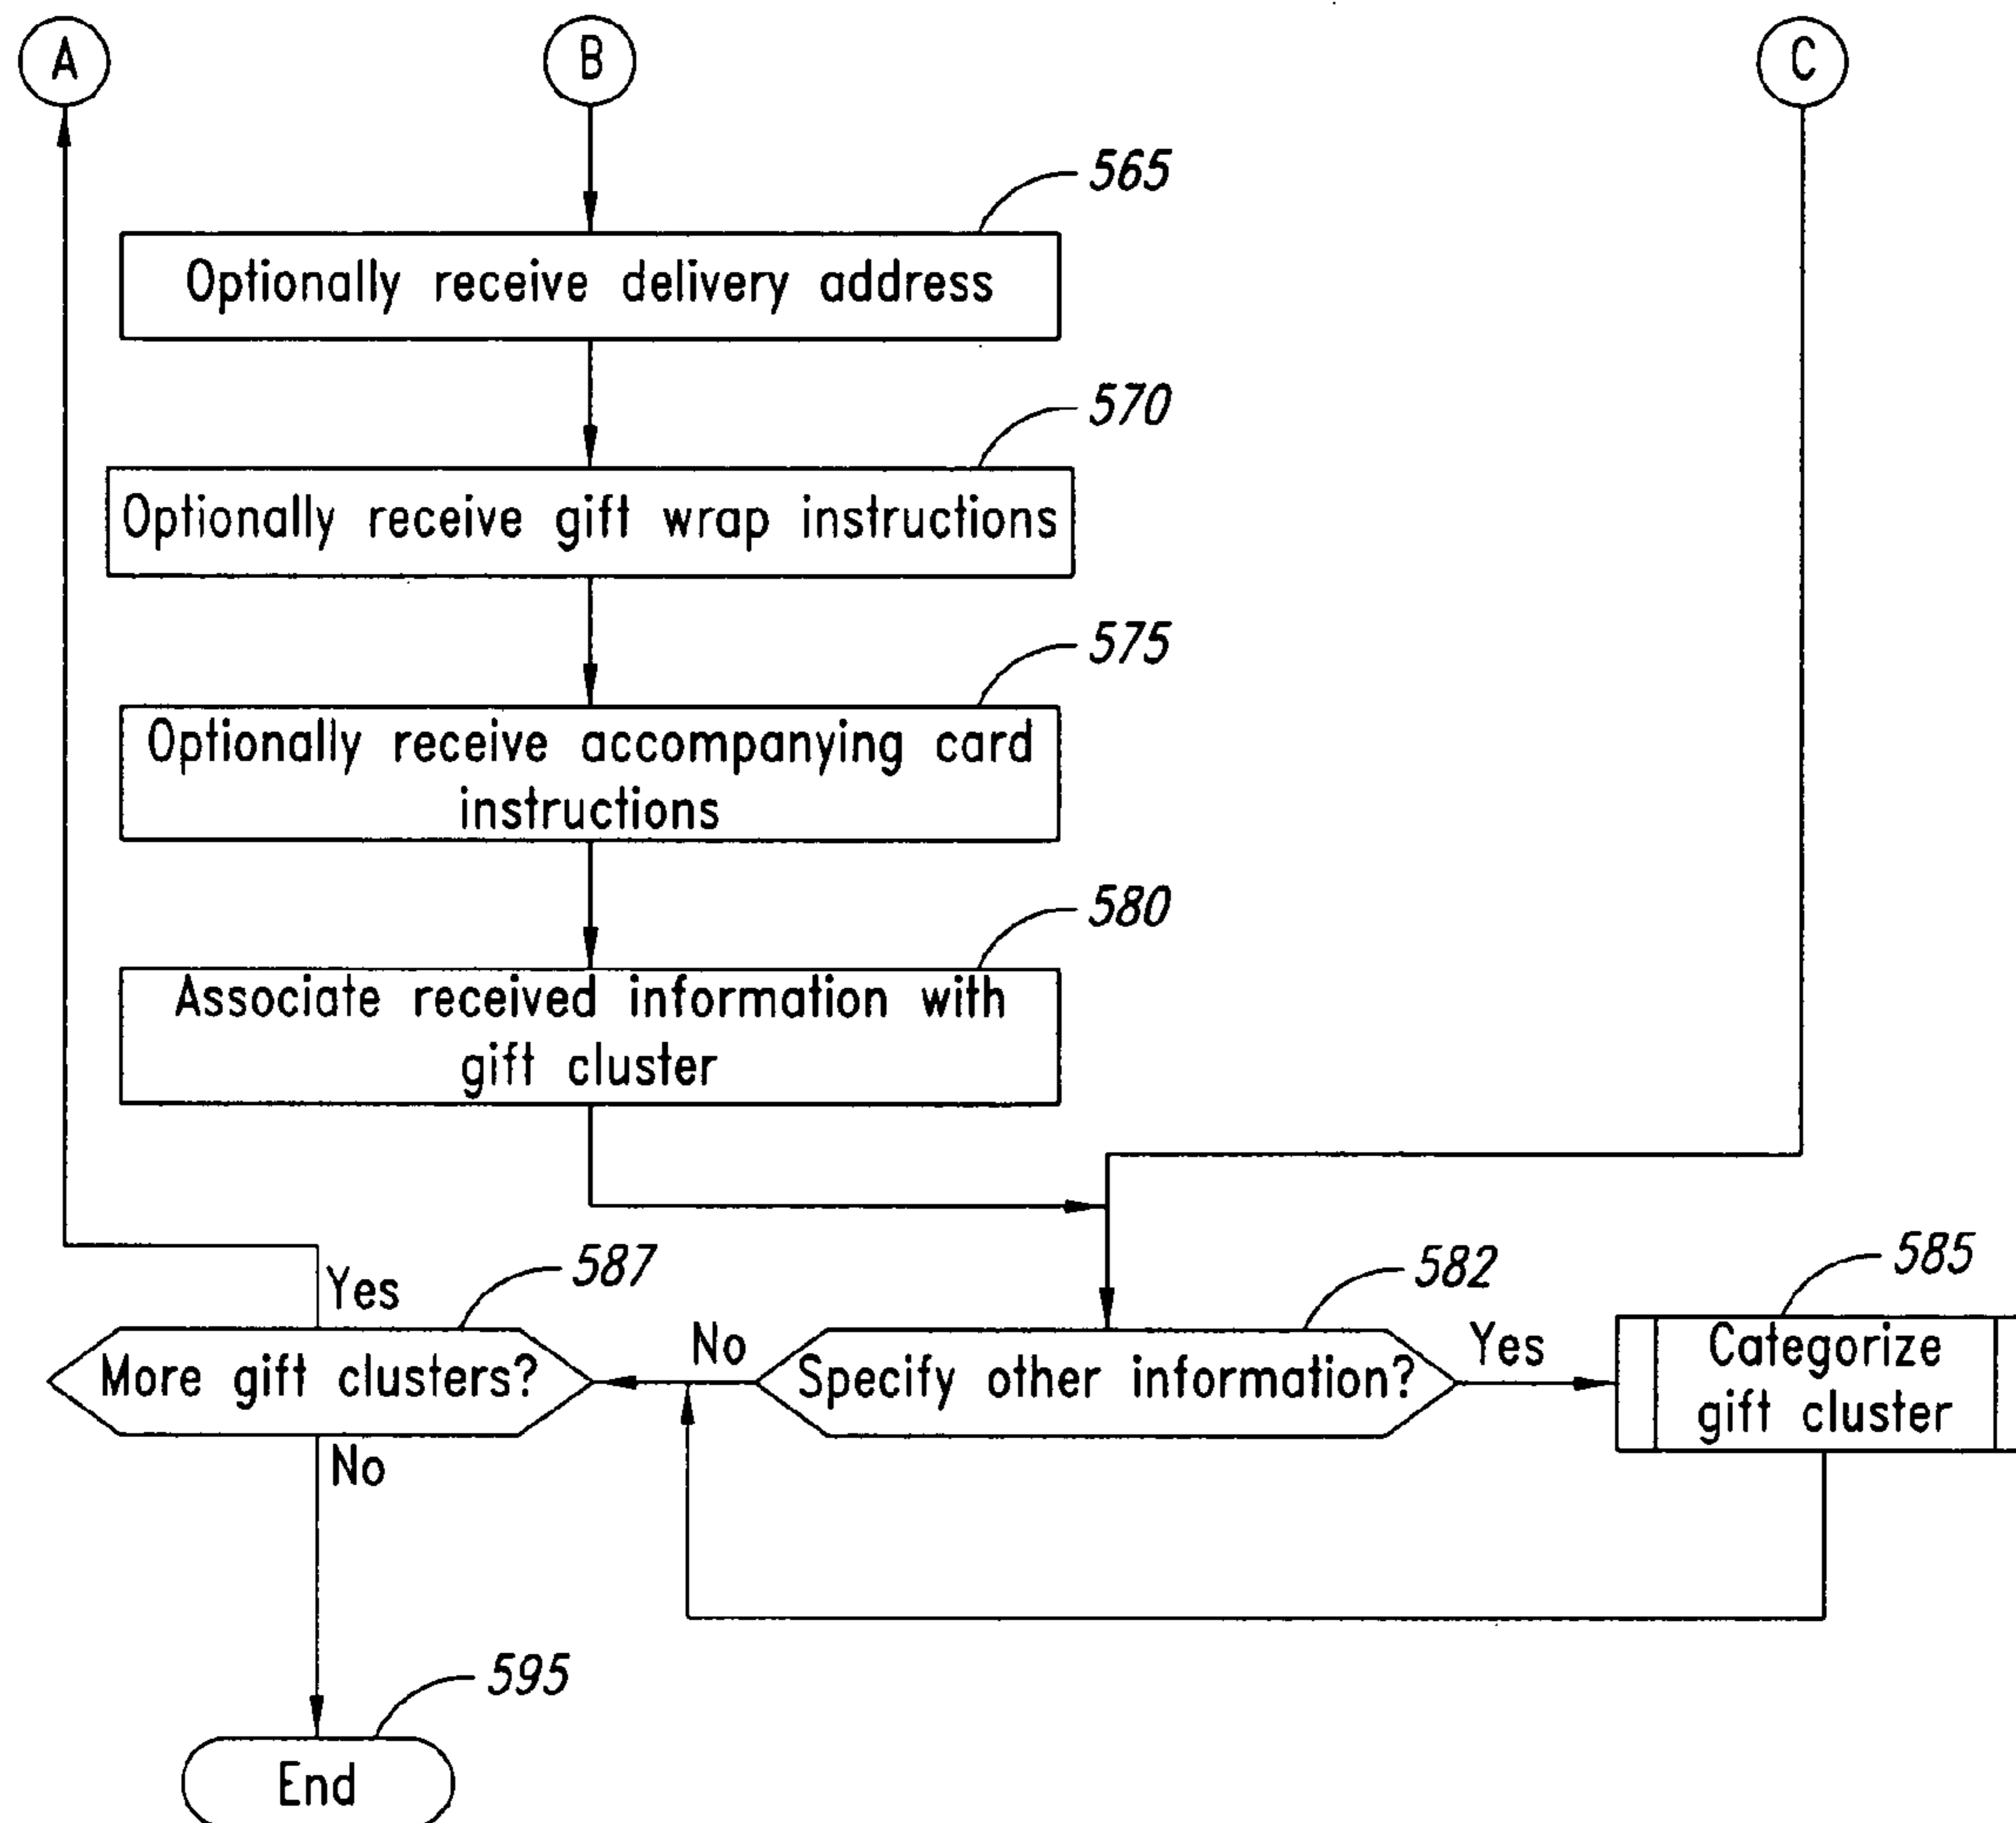 A
B
C
565
Optionally receive delivery address
570
Optionally receive gift wrap instructions
575
Optionally receive accompanying card
instructions
580
Associate received information with
gift cluster
587
Yes
More gift clusters?
No
582
No
Specify other information?
Yes
585
Categorize
gift cluster
595
End